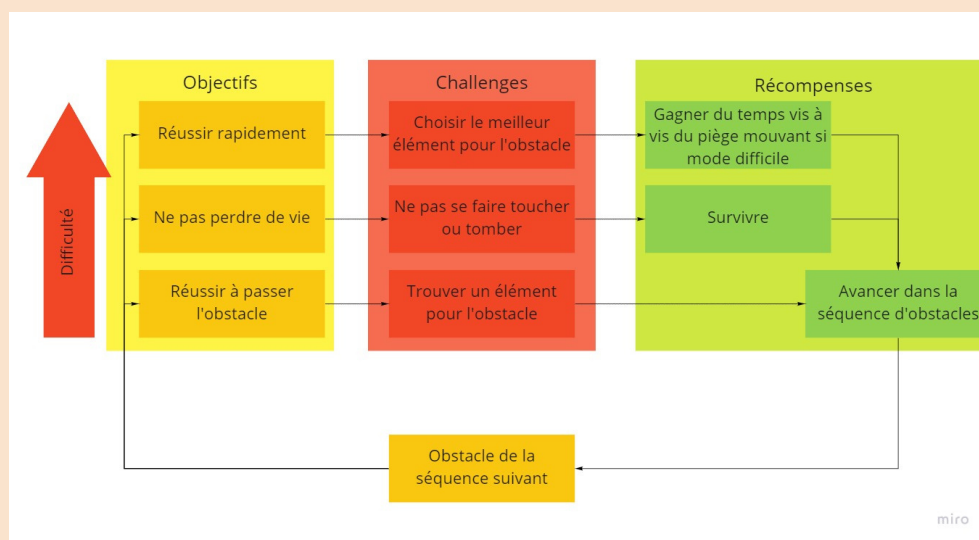 Objectifs
Challenges
Récompenses
Difficulté
Réussir rapidement
Choisir le meilleur
élément pour l'obstacle
Gagner du temps vis à
vis du piège mouvant si
mode difficile
Ne pas perdre de vie
Ne pas se faire toucher
ou tomber
Survivre
Réussir à passer
l'obstacle
Trouver un élément
pour l'obstacle
Avancer dans la
séquence d'obstacles
Obstacle de la
séquence suivant
miro